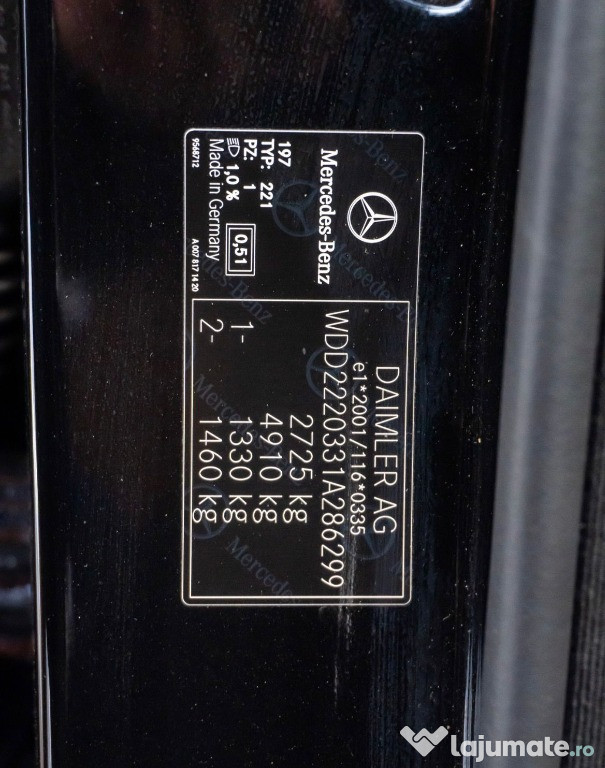 Mercedes-Benz
197
TYP: 221
PZ: 1
1,0 %
0,51
Made in Germany
9568712
A 007 817 14 20
DAIMLER AG
e1*2001/116*0335
WDD2220331A286299
2725 kg
4910 kg
1- 1330 kg
2- 1460 kg
lajumate.ro